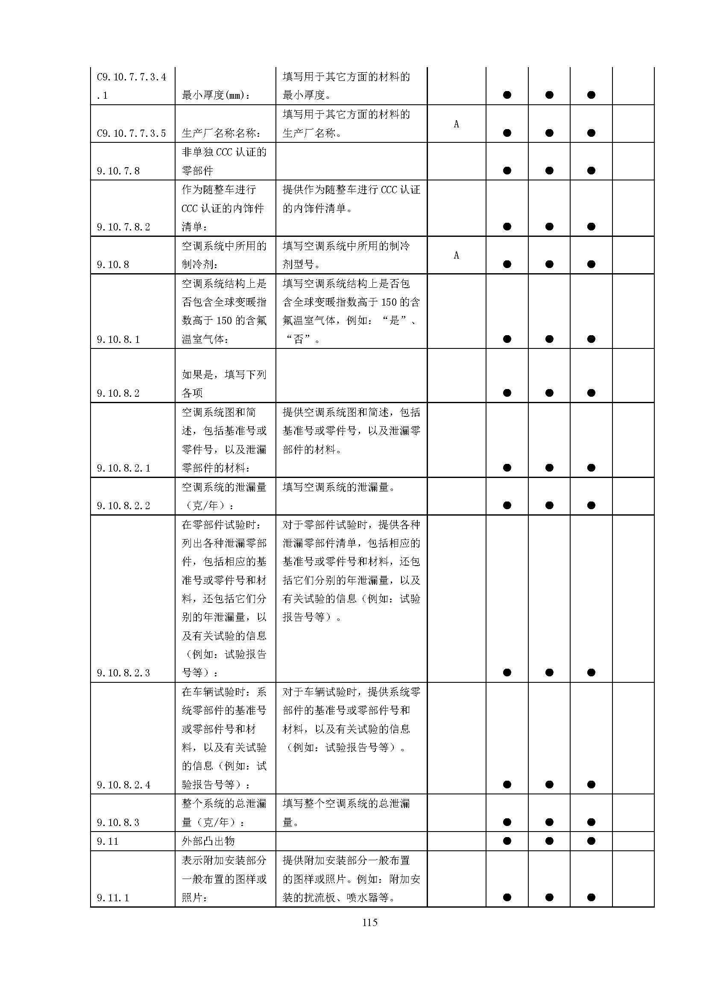 C9.10.7.7.3.4
.1
最小厚度(mm)：
填写用于其它方面的材料的
最小厚度。
● ● ●
C9.10.7.7.3.5
生产厂名称名称：
填写用于其它方面的材料的
生产厂名称。
A
● ● ●
9.10.7.8
非单独 CCC 认证的
零部件
● ● ●
9.10.7.8.2
作为随整车进行
CCC 认证的内饰件
清单：
提供作为随整车进行 CCC 认证
的内饰件清单。
● ● ●
9.10.8
空调系统中所用的
制冷剂：
填写空调系统中所用的制冷
剂型号。
A
● ● ●
9.10.8.1
空调系统结构上是
否包含全球变暖指
数高于 150 的含氟
温室气体：
填写空调系统结构上是否包
含全球变暖指数高于 150 的含
氟温室气体，例如：“是”、
“否”。
● ● ●
9.10.8.2
如果是，填写下列
各项
● ● ●
9.10.8.2.1
空调系统图和简
述，包括基准号或
零件号，以及泄漏
零部件的材料：
提供空调系统图和简述，包括
基准号或零件号，以及泄漏零
部件的材料。
● ● ●
9.10.8.2.2
空调系统的泄漏量
（克/年）：
填写空调系统的泄漏量。
● ● ●
9.10.8.2.3
在零部件试验时：
列出各种泄漏零部
件，包括相应的基
准号或零件号和材
料，还包括它们分
别的年泄漏量，以
及有关试验的信息
（例如：试验报告
号等）：
对于零部件试验时，提供各种
泄漏零部件清单，包括相应的
基准号或零件号和材料，还包
括它们分别的年泄漏量，以及
有关试验的信息（例如：试验
报告号等）。
● ● ●
9.10.8.2.4
在车辆试验时：系
统零部件的基准号
或零部件号和材
料，以及有关试验
的信息（例如：试
验报告号等）：
对于车辆试验时，提供系统零
部件的基准号或零部件号和
材料，以及有关试验的信息
（例如：试验报告号等）。
● ● ●
9.10.8.3
整个系统的总泄漏
量（克/年）：
填写整个空调系统的总泄漏
量。
● ● ●
9.11
外部凸出物
● ● ●
9.11.1
表示附加安装部分
一般布置的图样或
照片：
提供附加安装部分一般布置
的图样或照片。例如：附加安
装的扰流板、喷水器等。
● ● ●
115